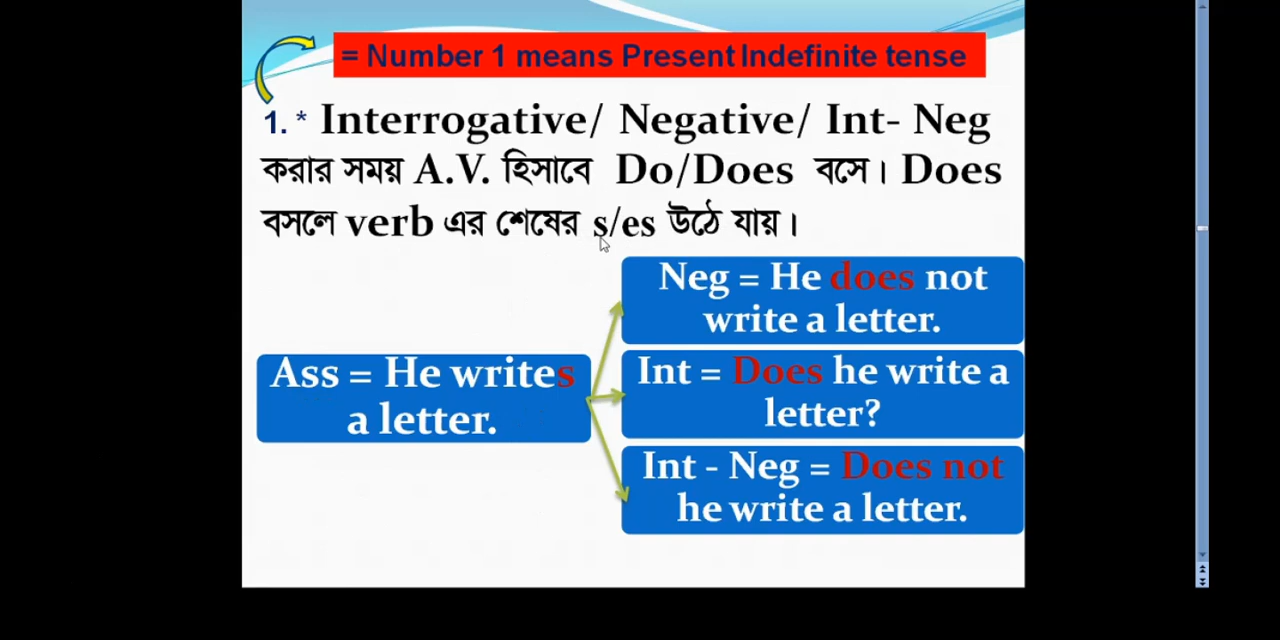 = Number 1 means Present Indefinite tense
1. * Interrogative/ Negative/ Int- Neg
করার সময় A.V. হিসাবে Do/Does বসে। Does
বসলে verb এর শেষের s/es উঠে যায়।
Neg = He does not
write a letter.
Ass = He writes
a letter.
Int = Does he write a
letter?
Int - Neg = Does not
he write a letter.